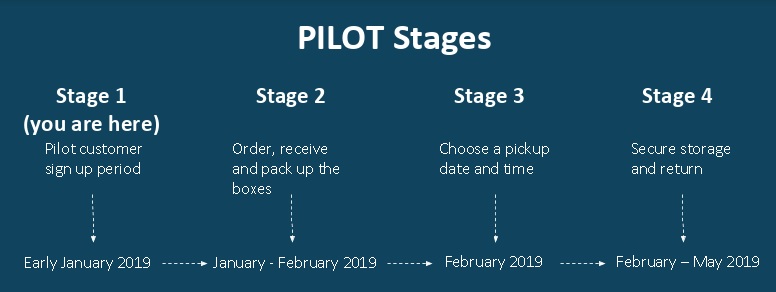 PILOT Stages
Stage 1
(you are here)
Pilot customer
sign up period
Early January 2019
Stage 2
Order, receive
and pack up the
boxes
January - February 2019
Stage 3
Choose a pickup
date and time
February 2019
Stage 4
Secure storage
and return
February – May 2019